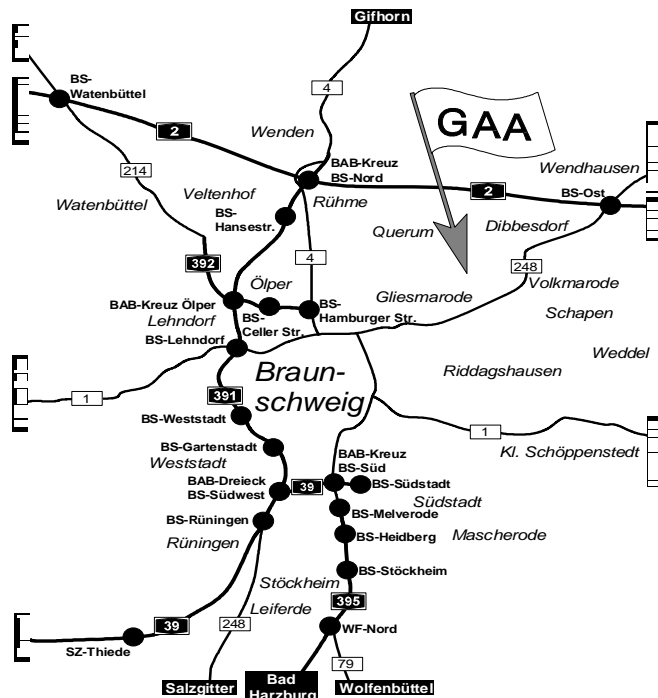 Gifhorn
BS-
Watenbüttel
4
GAA
2
Wenden
BAB-Kreuz
BS-Nord
Wendhausen
214
Veltenhof
2
BS-Ost
Watenbüttel
BS-
Hansestr.
Rühme
Querum
Dibbesdorf
392
4
248
Ölper
Gliesmarode
Volkmarode
BAB-Kreuz Ölper
BS-
Celler Str.
BS-
Hamburger Str.
Schapen
Lehndorf
BS-Lehndorf
Weddel
Braun-
schweig
Riddagshausen
391
1
BS-Weststadt
1
BS-Gartenstadt
Kl. Schöppenstedt
Weststadt
BAB-Kreuz
BS-Süd
BAB-Dreieck
BS-Südwest
39
BS-Südstadt
Südstadt
BS-Rüningen
BS-Melverode
Rüningen
BS-Heidberg
Mascherode
BS-Stöckheim
Stöckheim
395
Leiferde
39
248
WF-Nord
SZ-Thiede
79
Salzgitter
Bad
Harzburg
Wolfenbüttel